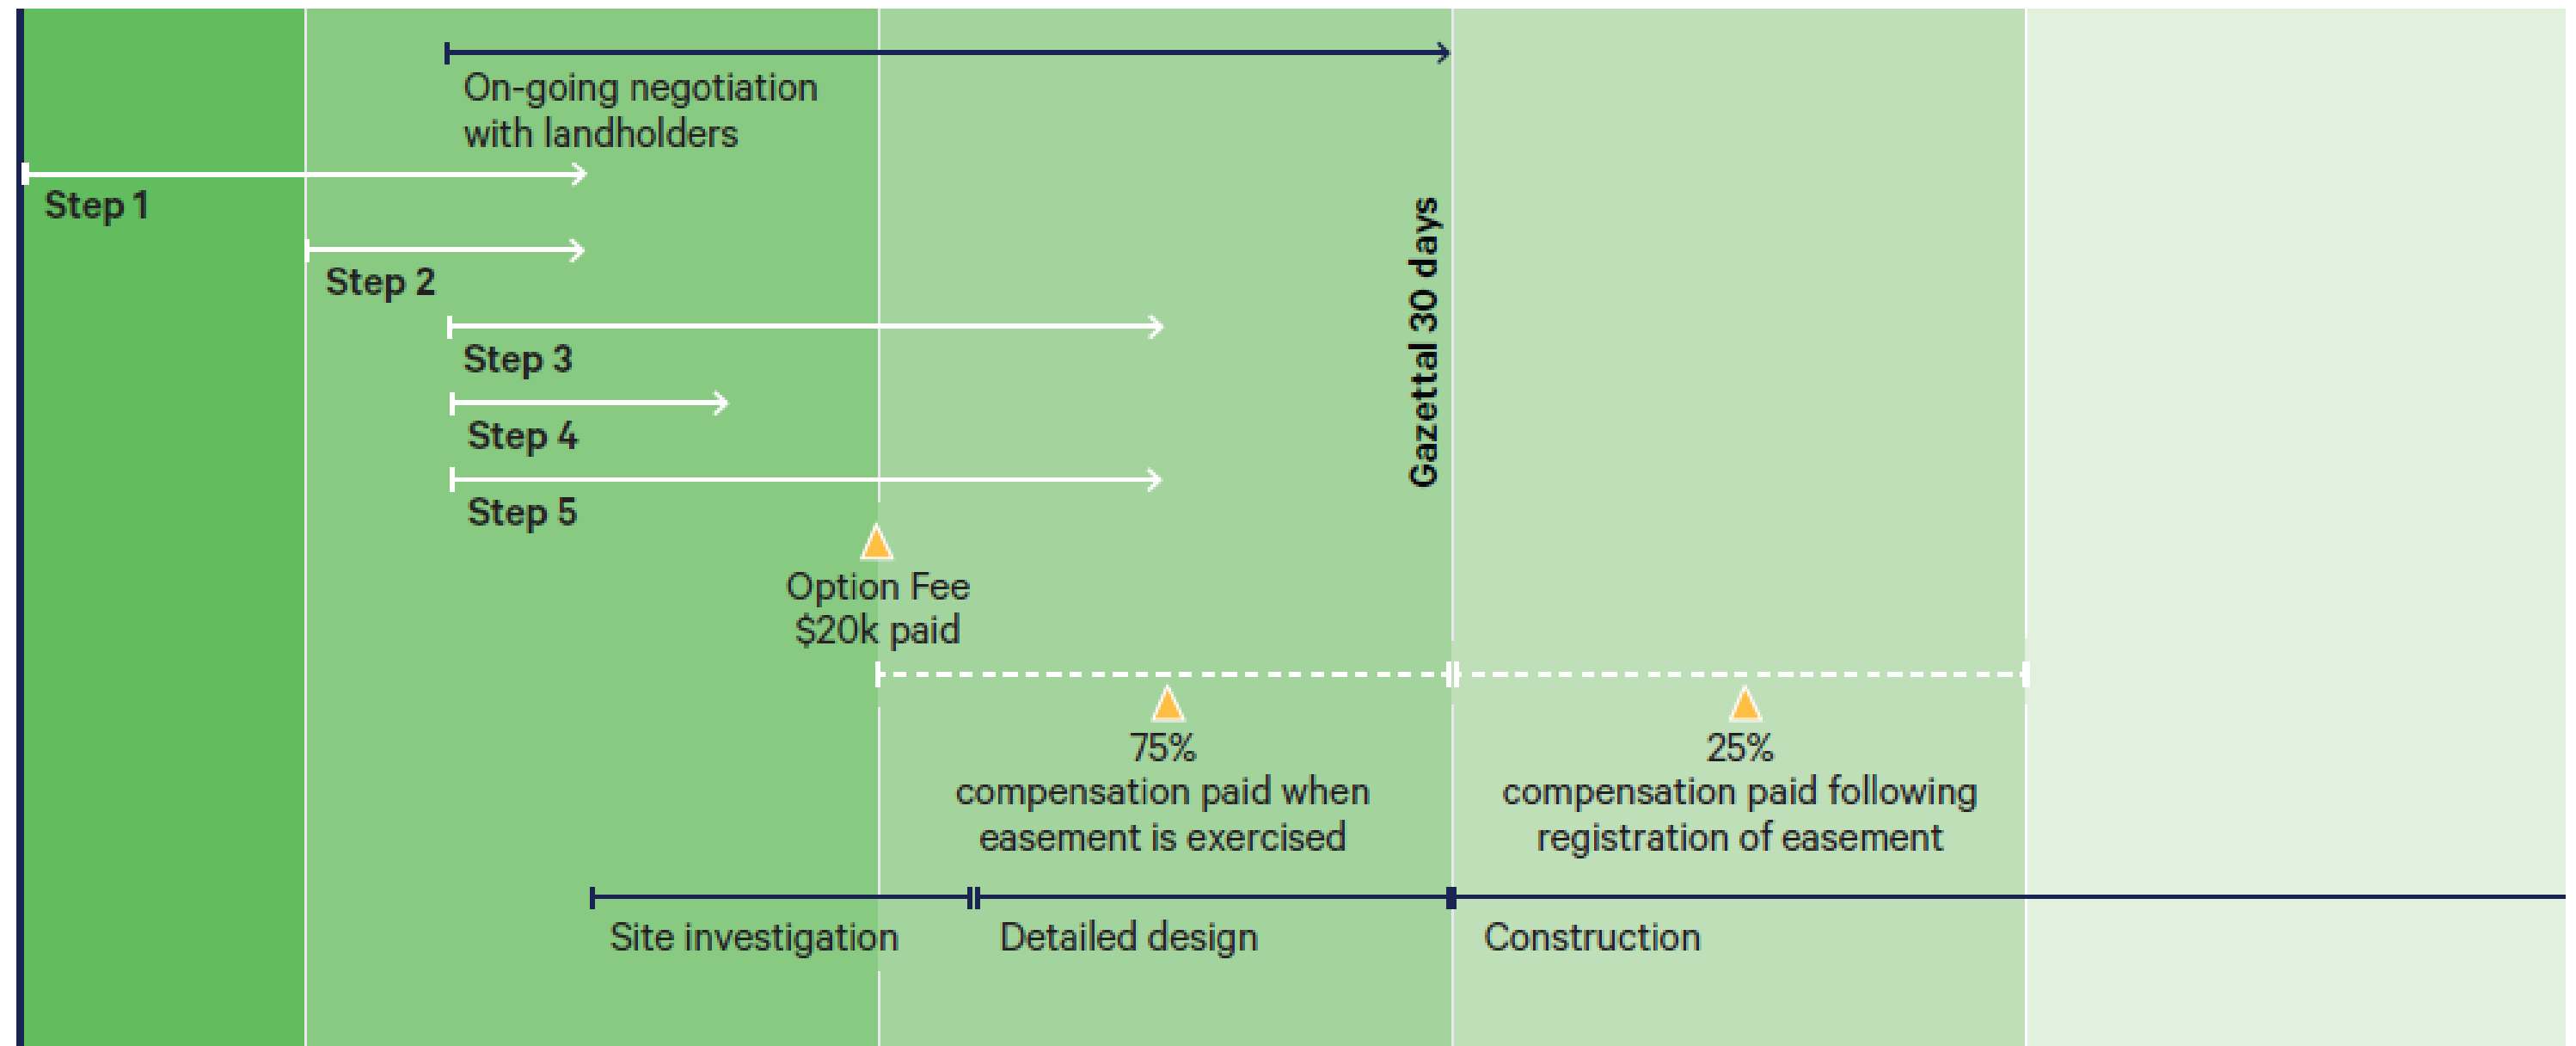 On-going negotiation
with landholders
Step 1
Step 2
Step 3
Step 4
Step 5
Gazettal 30 days
Option Fee
$20k paid
75%
compensation paid when
easement is exercised
25%
compensation paid following
registration of easement
Site investigation
Detailed design
Construction